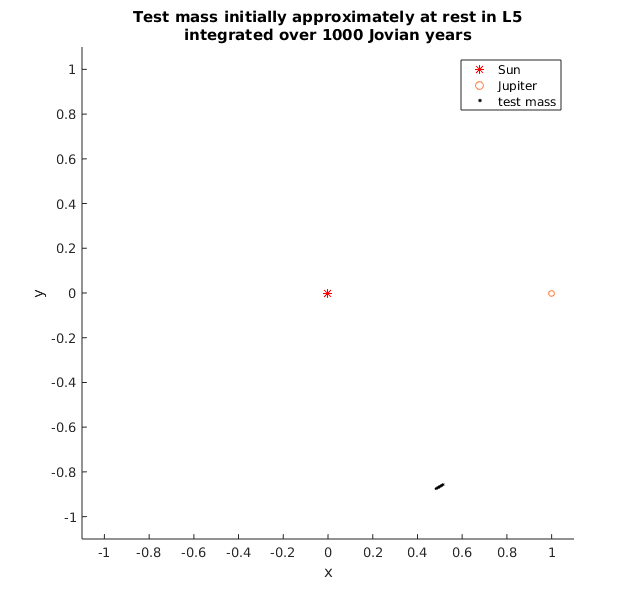 Test mass initially approximately at rest in L5
integrated over 1000 Jovian years
Sun
Jupiter
test mass
1
0.8
0.6
0.4
0.2
0
-0.2
-0.4
-0.6
-0.8
-1
y
-1 -0.8 -0.6 -0.4 -0.2 0 0.2 0.4 0.6 0.8 1
x